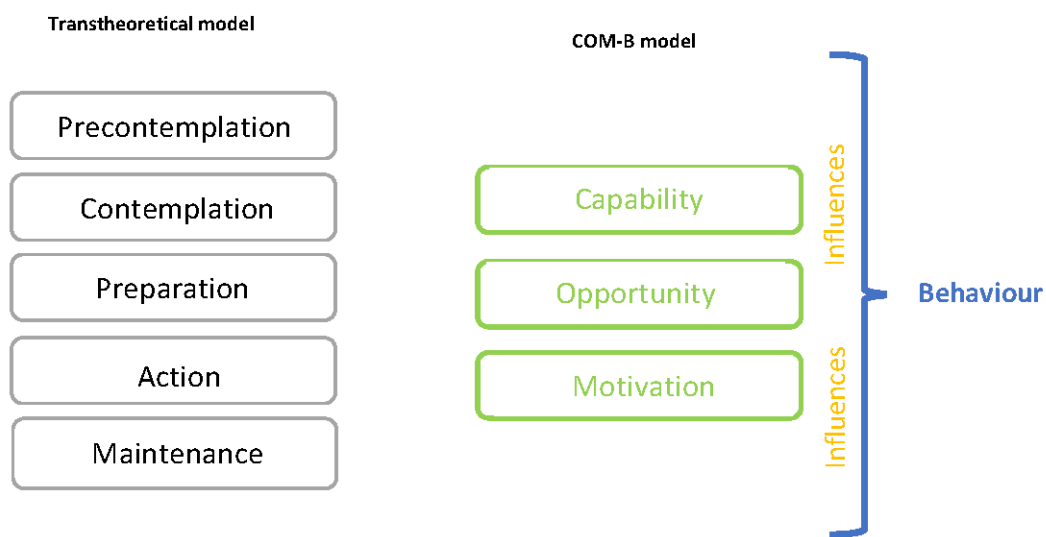 Transtheoretical model
Precontemplation
Contemplation
Preparation
Action
Maintenance
COM-B model
Capability
Opportunity
Motivation
Influences
Influences
Behaviour